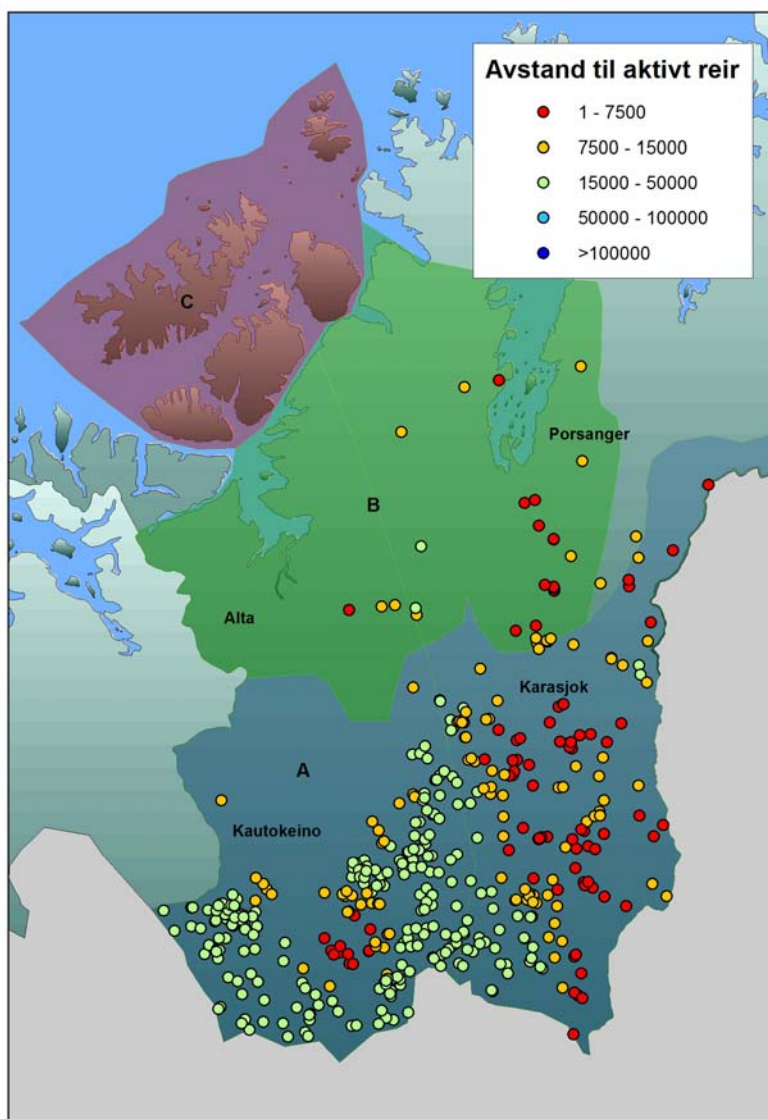 Avstand til aktivt reir
1 - 7500
7500 - 15000
15000 - 50000
50000 - 100000
>100000
C
Porsanger
B
Alta
Karasjok
A
Kautokeino